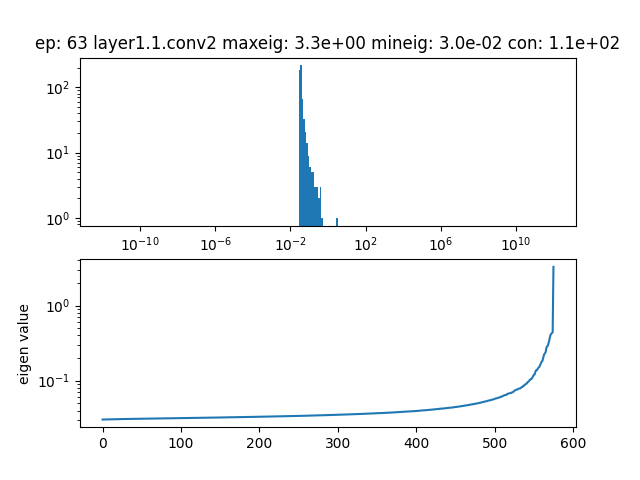 ep: 63 layer1.1.conv2 maxeig: 3.3e+00 mineig: 3.0e-02 con: 1.1e+02
10²
10¹
10⁰
10⁻¹⁰ 10⁻⁶ 10⁻² 10² 10⁶ 10¹⁰
eigen value
10⁰
10⁻¹
0 100 200 300 400 500 600